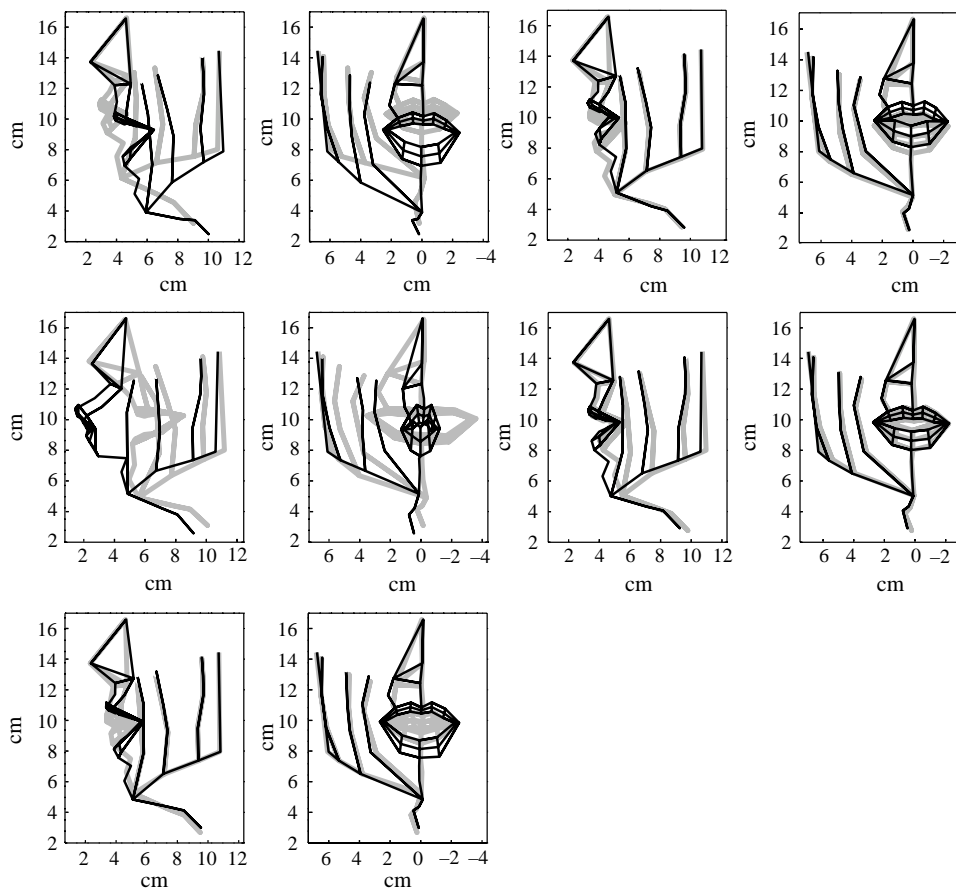 16 16 16 16
14 14 14 14
12 12 12 12
10 10 10 10
cm cm cm cm
8 8 8 8
6 6 6 6
4 4 4 4
2 2 2 2
2 4 6 8 10 12 6 4 2 0 2 –4 2 4 6 8 10 12 6 4 2 0 –2
cm cm cm cm
16 16 16 16
14 14 14 14
12 12 12 12
10 10 10 10
cm cm cm cm
8 8 8 8
6 6 6 6
4 4 4 4
2 2 2 2
2 4 6 8 10 12 6 4 2 0 –2 –4 2 4 6 8 10 12 6 4 2 0 –2
cm cm cm cm
16 16
14 14
12 12
10 10
cm cm
8 8
6 6
4 4
2 2
2 4 6 8 10 12 6 4 2 0 –2 –4
cm cm